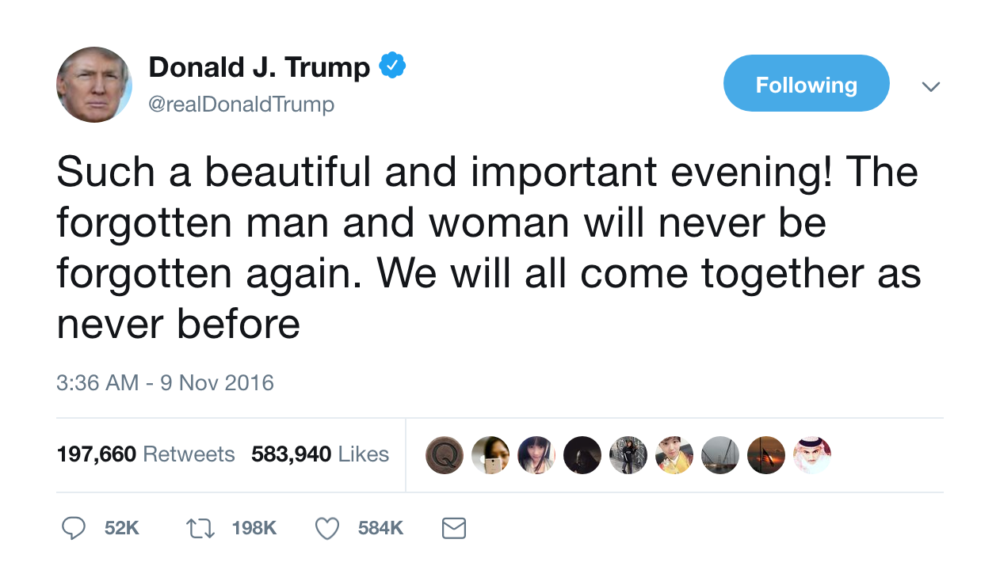 Donald J. Trump
@realDonaldTrump
Following
Such a beautiful and important evening! The
forgotten man and woman will never be
forgotten again. We will all come together as
never before
3:36 AM - 9 Nov 2016
197,660 Retweets 583,940 Likes
Q
52K 198K 584K